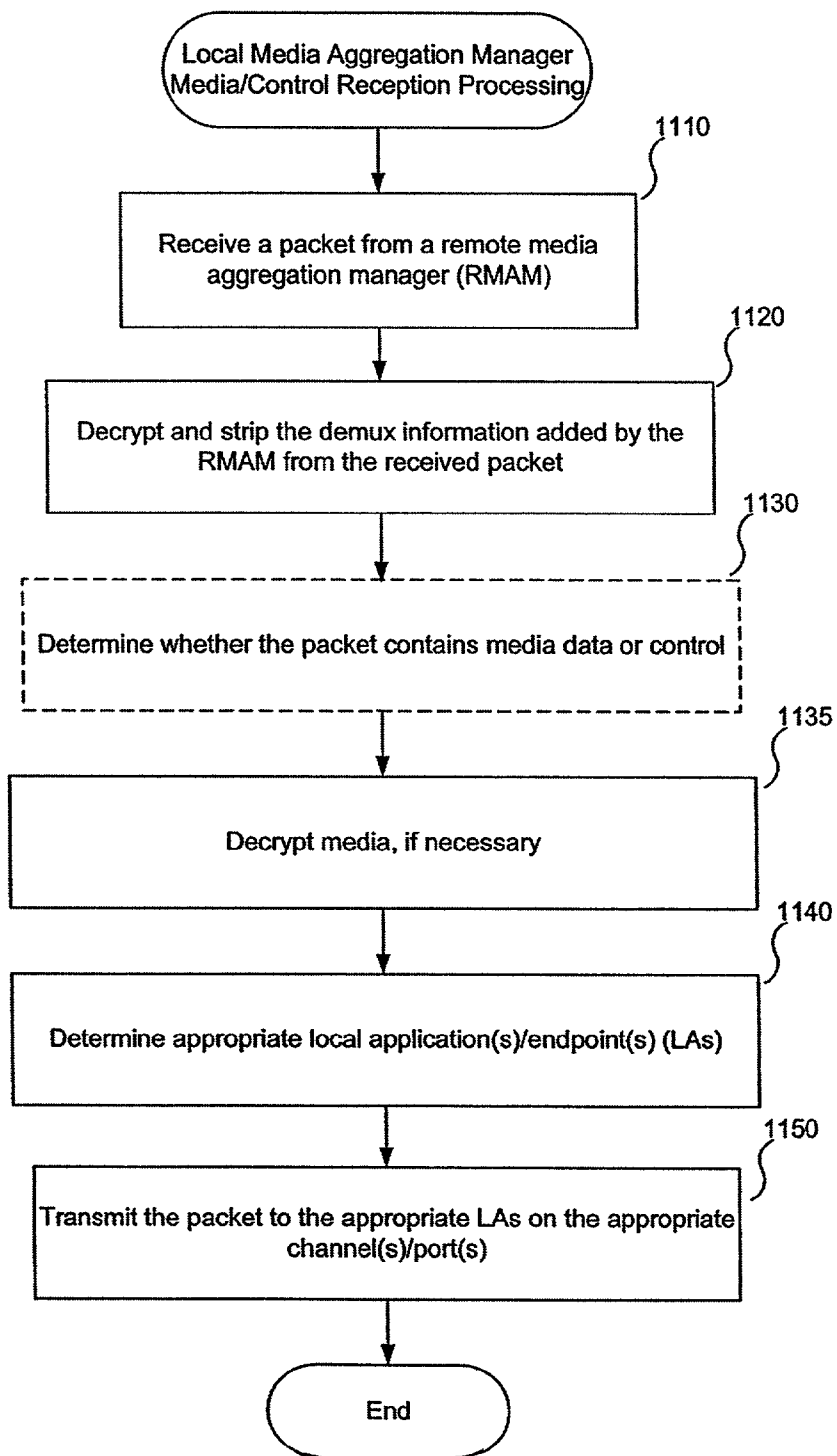 Local Media Aggregation Manager
Media/Control Reception Processing
1110
Receive a packet from a remote media
aggregation manager (RMAM)
1120
Decrypt and strip the demux information added by the
RMAM from the received packet
1130
Determine whether the packet contains media data or control
1135
Decrypt media, if necessary
1140
Determine appropriate local application(s)/endpoint(s) (LAs)
1150
Transmit the packet to the appropriate LAs on the appropriate
channel(s)/port(s)
End